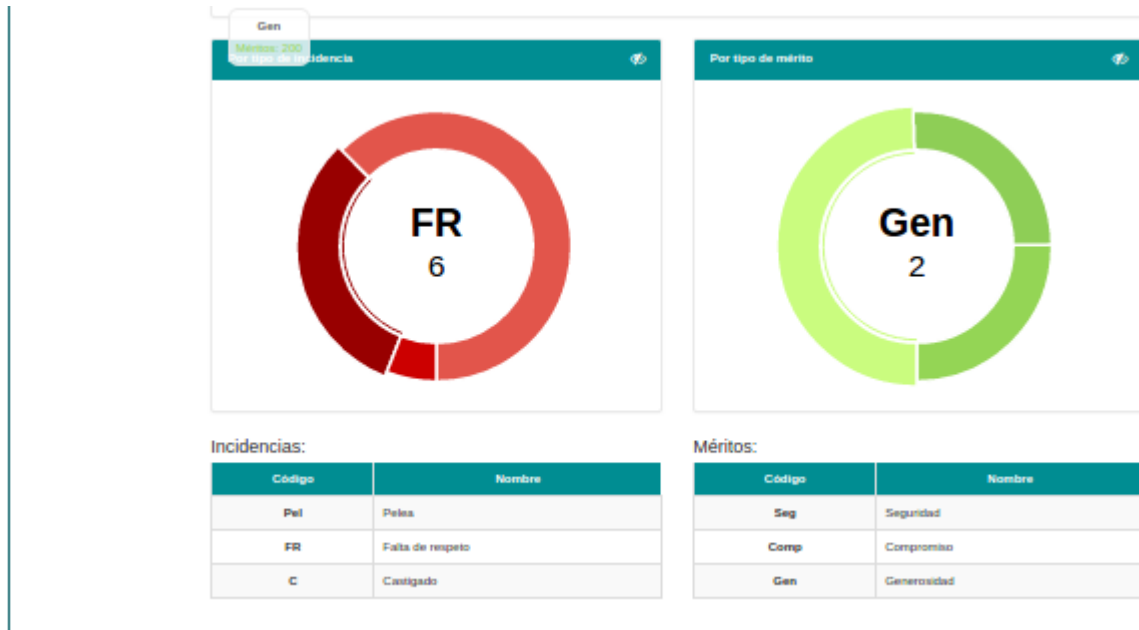 Gen
Méritos: 200
Por tipo de incidencia
Por tipo de mérito
FR
6
Gen
2
Incidencias:
Código Nombre
Pel Pelea
FR Falta de respeto
C Castigado
Méritos:
Código Nombre
Seg Seguridad
Comp Compromiso
Gen Generosidad